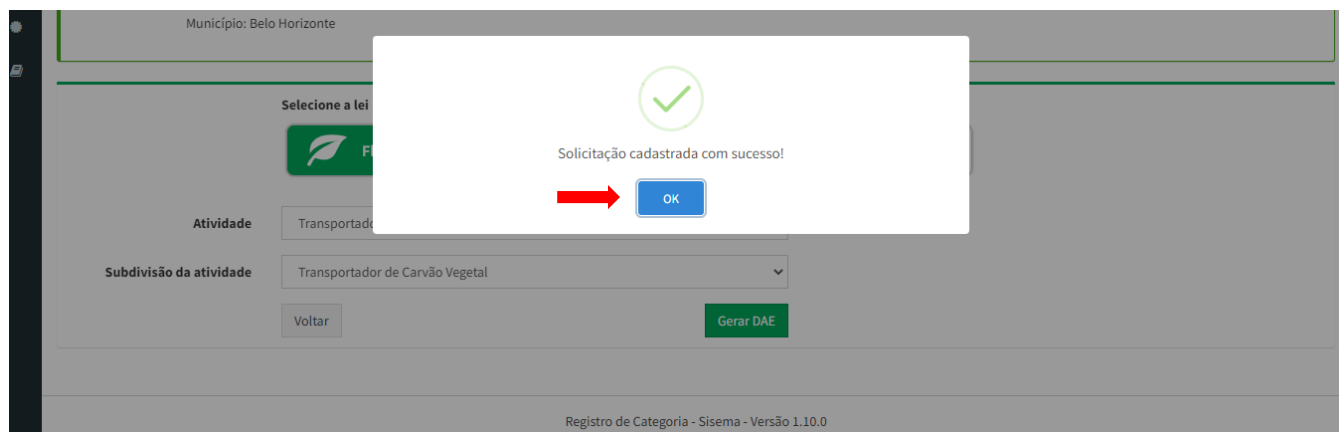 Município: Belo Horizonte
Selecione a lei
Solicitação cadastrada com sucesso!
OK
Atividade
Subdivisão da atividade Transportador de Carvão Vegetal
Voltar Gerar DAE
Registro de Categoria - Sisema - Versão 1.10.0